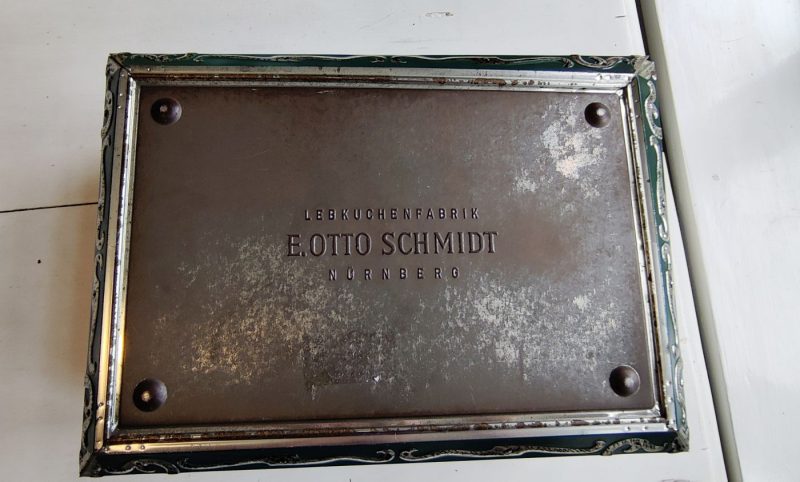 LEBKUCHENFABRIK
E. OTTO SCHMIDT
NÜRNBERG